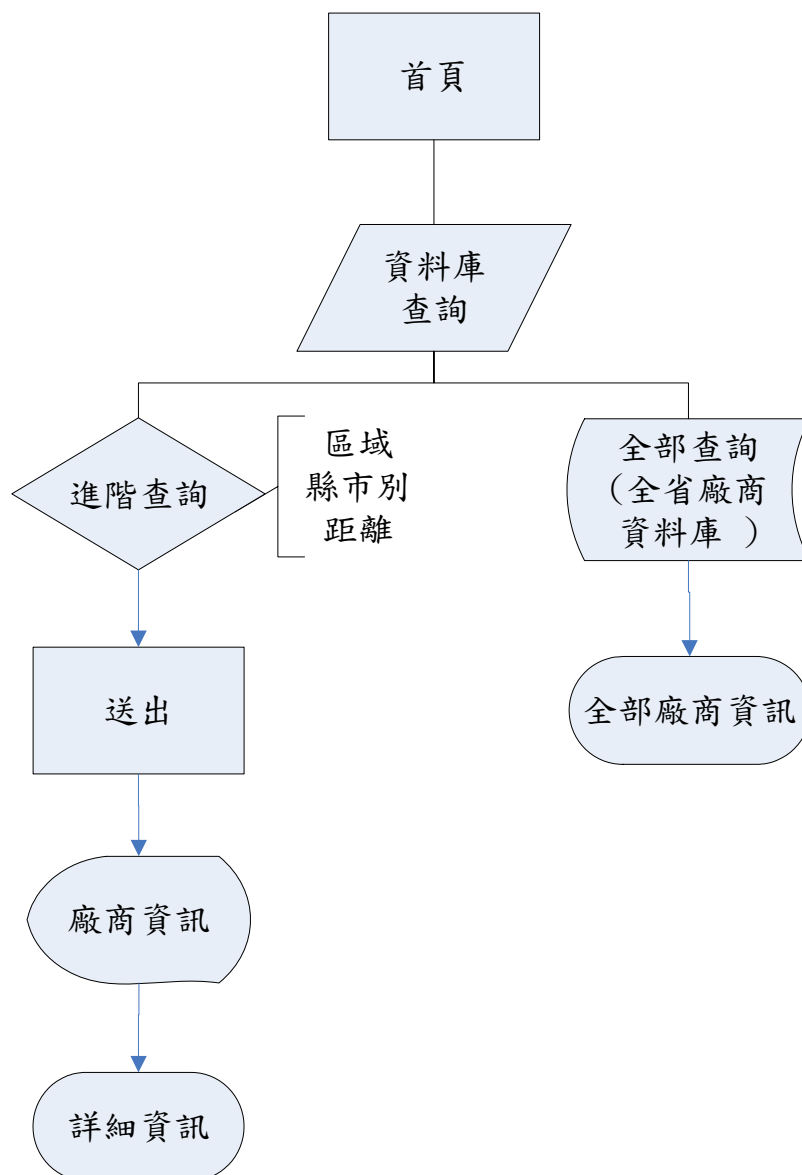 首頁
資料庫
查詢
進階查詢
區域
縣市別
距離
全部查詢
（全省廠商
資料庫 ）
送出
全部廠商資訊
廠商資訊
詳細資訊